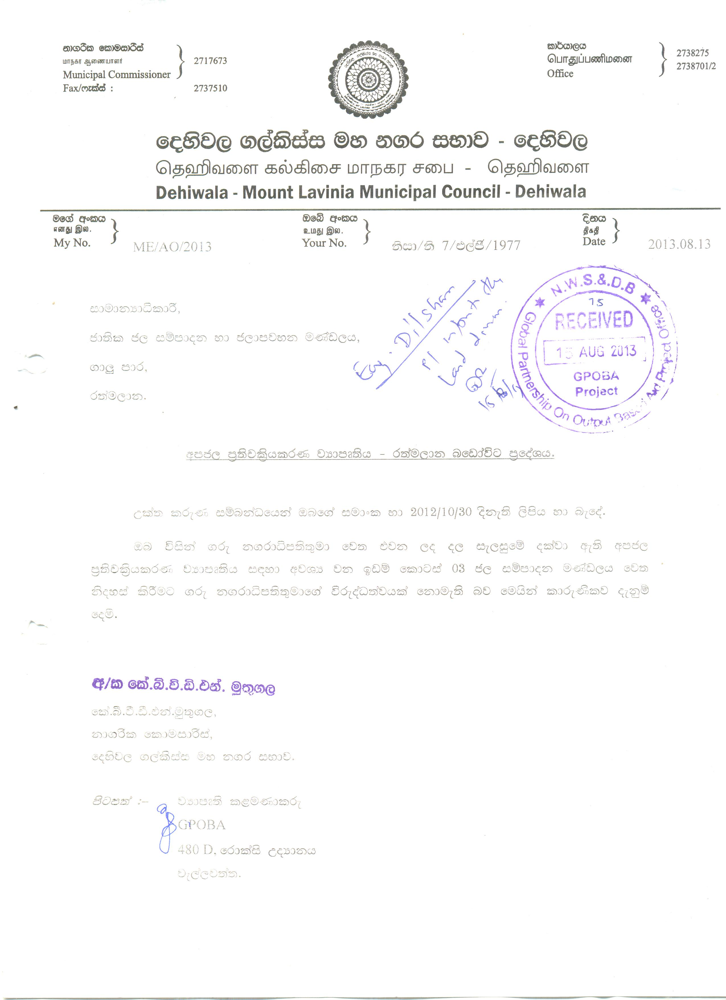 නාගරික කොමසාරිස්
மாநகர ஆணையாளர்
Municipal Commissioner
2717673
Fax/ෆැක්ස් : 2737510
කාර්යාලය
பொதுப்பணிமனை
Office
2738275
2738701/2
දෙහිවල ගල්කිස්ස මහ නගර සභාව - දෙහිවල
தெஹிவளை கல்கிசை மாநகர சபை - தெஹிவளை
Dehiwala - Mount Lavinia Municipal Council - Dehiwala
මගේ අංකය
எனது இல.
My No.
ME/AO/2013
ඔබේ අංකය
உமது இல.
Your No.
නිසා/නි 7/එල්ජී/1977
දිනය
திகதி
Date
2013.08.13
Eng. Dilshan
Pl
Land
N.W.S.&.D.B
Global Partnership On Output Based Aid Project Office
15
RECEIVED
15 AUG 2013
GPOBA
Project
සාමාන්‍යාධිකාරී,
ජාතික ජල සම්පාදන හා ජලාපවහන මණ්ඩලය,
ගාලු පාර,
රත්මලාන.
අපජල ප්‍රතිචක්‍රියකරණ ව්‍යාපෘතිය – රත්මලාන බඩෝවිට ප්‍රදේශය.
උක්ත කරුණ සම්බන්ධයෙන් ඔබගේ සමාංක හා 2012/10/30 දිනැති ලිපිය හා බැඳේ.
ඔබ විසින් ගරු නගරාධිපතිතුමා වෙත එවන ලද දල සැලසුමේ දක්වා ඇති අපජල
ප්‍රතිචක්‍රියකරණ ව්‍යාපෘතිය සඳහා අවශ්‍ය වන ඉඩම් කොටස් 03 ජල සම්පාදන මණ්ඩලය වෙත
නිදහස් කිරීමට ගරු නගරාධිපතිතුමාගේ විරුද්ධත්වයක් නොමැති බව මෙයින් කාරුණිකව දැනුම්
දෙමි.
අ/ක කේ.බි.වි.ඩි.එන්. මුතුගල
කේ.බී.වී.ඩී.එන්.මුතුගල,
නාගරික කොමසාරිස්,
දෙහිවල ගල්කිස්ස මහ නගර සභාව.
පිටපත් :– ව්‍යාපෘති කළමණාකරු
GPOBA
480 D, රොක්සි උද්‍යානය
වැල්ලවත්ත.